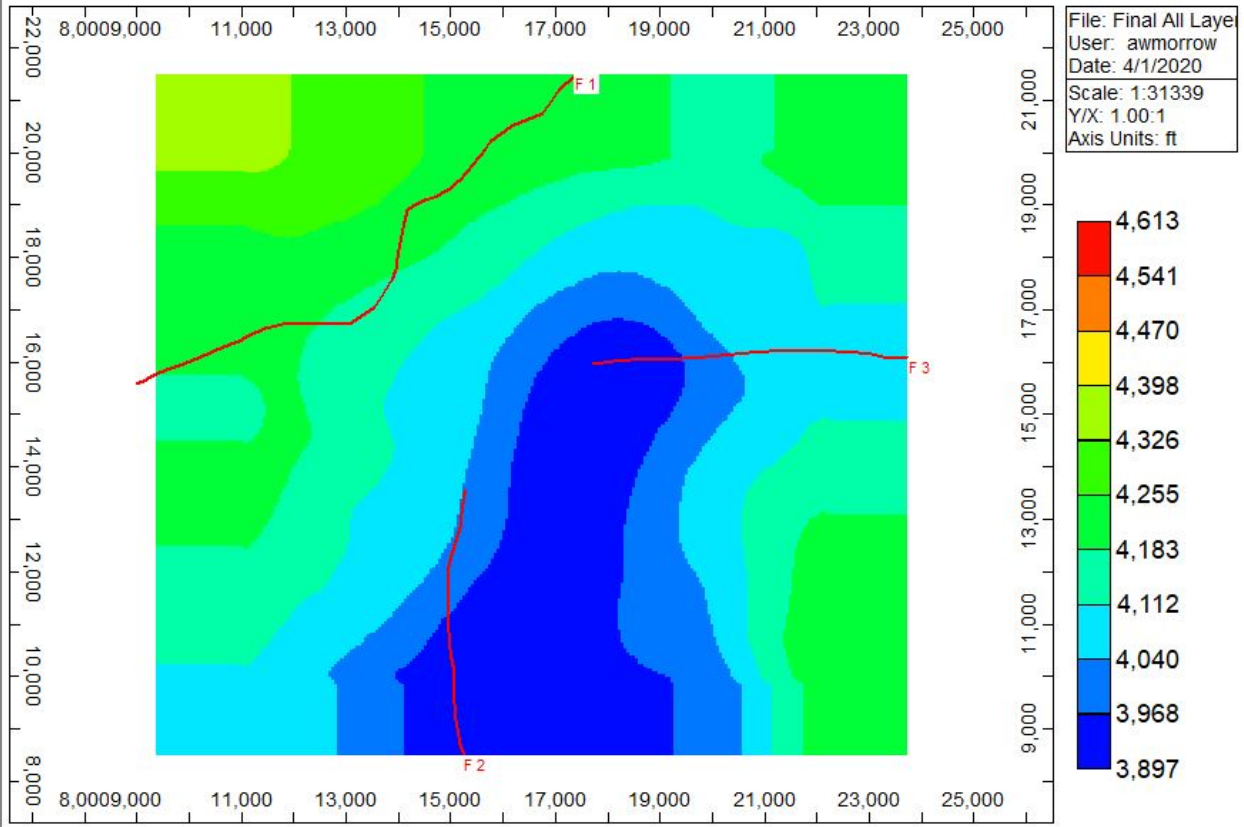 8,0009,000 11,000 13,000 15,000 17,000 19,000 21,000 23,000 25,000
File: Final All Laye
User: awmorrow
Date: 4/1/2020
Scale: 1:31339
Y/X: 1.00:1
Axis Units: ft
22,000
20,000
18,000
16,000
14,000
12,000
10,000
8,000
F 1
F 3
F 2
21,000
19,000
17,000
15,000
13,000
11,000
9,000
4,613
4,541
4,470
4,398
4,326
4,255
4,183
4,112
4,040
3,968
3,897
8,0009,000 11,000 13,000 15,000 17,000 19,000 21,000 23,000 25,000